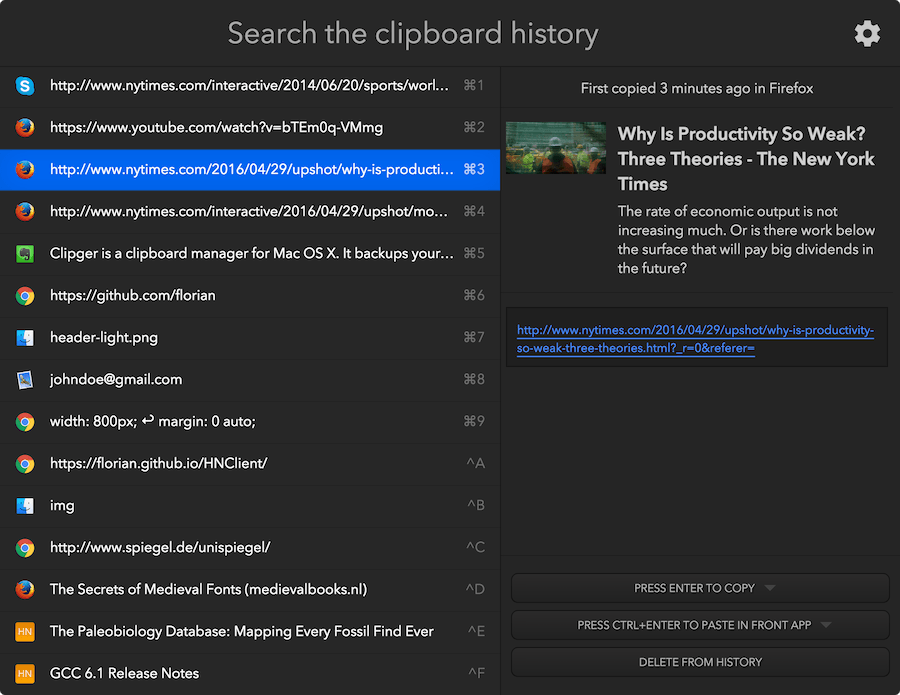 Search the clipboard history
http://www.nytimes.com/interactive/2014/06/20/sports/worl... ⌘1
https://www.youtube.com/watch?v=bTEm0q-VMmg ⌘2
http://www.nytimes.com/2016/04/29/upshot/why-is-producti... ⌘3
http://www.nytimes.com/interactive/2016/04/29/upshot/mo... ⌘4
Clipger is a clipboard manager for Mac OS X. It backups your... ⌘5
https://github.com/florian ⌘6
header-light.png ⌘7
johndoe@gmail.com ⌘8
width: 800px; ↩ margin: 0 auto; ⌘9
https://florian.github.io/HNClient/ ^A
img ^B
http://www.spiegel.de/unispiegel/ ^C
The Secrets of Medieval Fonts (medievalbooks.nl) ^D
HN The Paleobiology Database: Mapping Every Fossil Find Ever ^E
HN GCC 6.1 Release Notes ^F
First copied 3 minutes ago in Firefox
Why Is Productivity So Weak?
Three Theories - The New York
Times
The rate of economic output is not
increasing much. Or is there work below
the surface that will pay big dividends in
the future?
http://www.nytimes.com/2016/04/29/upshot/why-is-productivity-
so-weak-three-theories.html?_r=0&referer=
PRESS ENTER TO COPY
PRESS CTRL+ENTER TO PASTE IN FRONT APP
DELETE FROM HISTORY